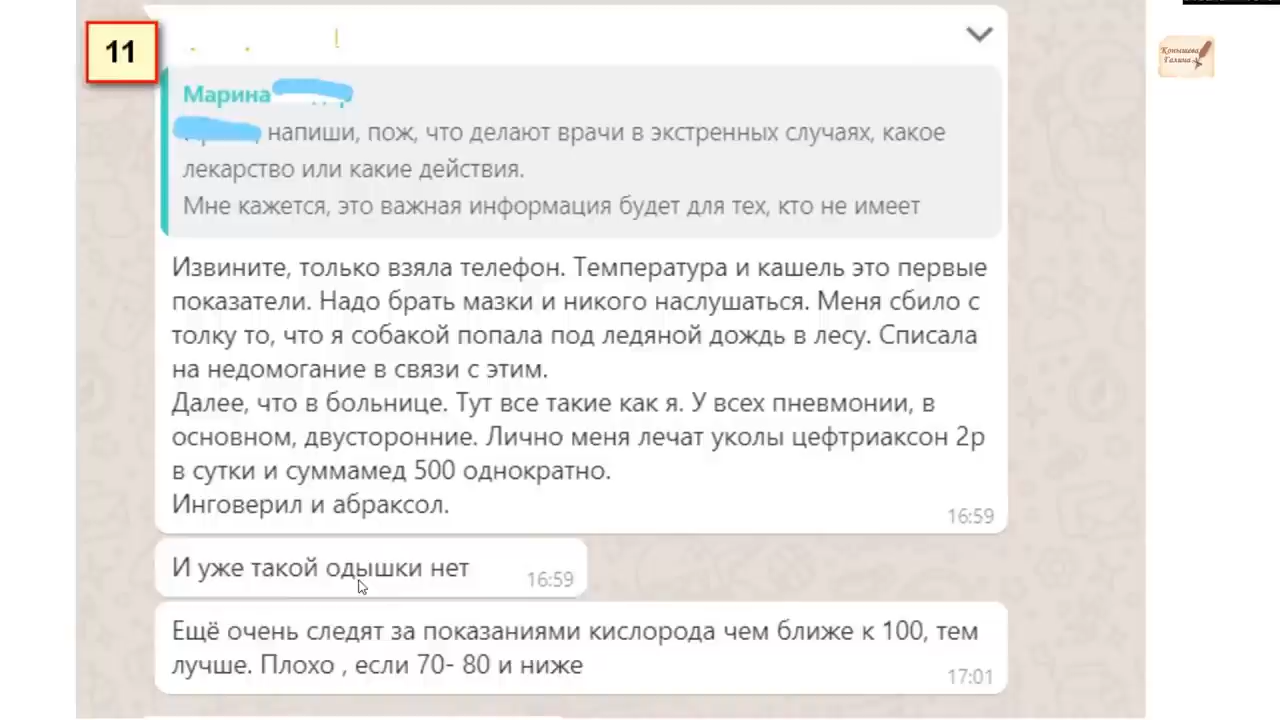 11
Марина
напиши, пож, что делают врачи в экстренных случаях, какое
лекарство или какие действия.
Мне кажется, это важная информация будет для тех, кто не имеет
Извините, только взяла телефон. Температура и кашель это первые
показатели. Надо брать мазки и никого наслушаться. Меня сбило с
толку то, что я собакой попала под ледяной дождь в лесу. Списала
на недомогание в связи с этим.
Далее, что в больнице. Тут все такие как я. У всех пневмонии, в
основном, двусторонние. Лично меня лечат уколы цефтриаксон 2р
в сутки и суммамед 500 однократно.
Инговерил и абраксол.
16:59
И уже такой одышки нет
16:59
Ещё очень следят за показаниями кислорода чем ближе к 100, тем
лучше. Плохо , если 70- 80 и ниже
17:01
Конышева
Галина